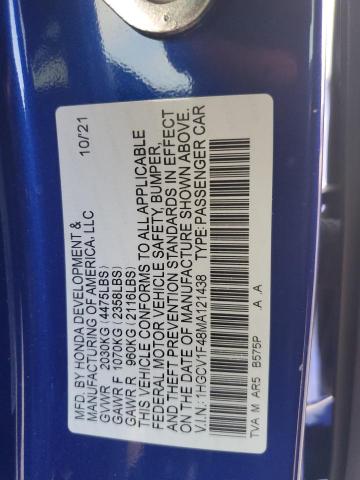 MFD. BY HONDA DEVELOPMENT & 10/21
MANUFACTURING OF AMERICA, LLC
GVWR 2030KG (4475LBS)
GAWR F 1070KG (2358LBS)
GAWR R 960KG (2116LBS)
THIS VEHICLE CONFORMS TO ALL APPLICABLE
FEDERAL MOTOR VEHICLE SAFETY, BUMPER,
AND THEFT PREVENTION STANDARDS IN EFFECT
ON THE DATE OF MANUFACTURE SHOWN ABOVE.
V.I.N.: 1HGCV1F48MA121438 TYPE: PASSENGER CAR
TVA M AR5 B575P A A